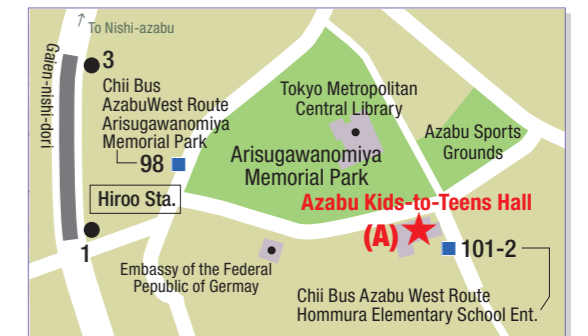 ↑ To Nishi-azabu
Gaien-nishi-dori
3
Chii Bus
AzabuWest Route
Arisugawanomiya
Memorial Park
98
Hiroo Sta.
1
Tokyo Metropolitan
Central Library
Arisugawanomiya
Memorial Park
Azabu Sports
Grounds
Azabu Kids-to-Teens Hall
(A)
101-2
Embassy of the Federal
Pepublic of Germay
Chii Bus Azabu West Route
Hommura Elementary School Ent.